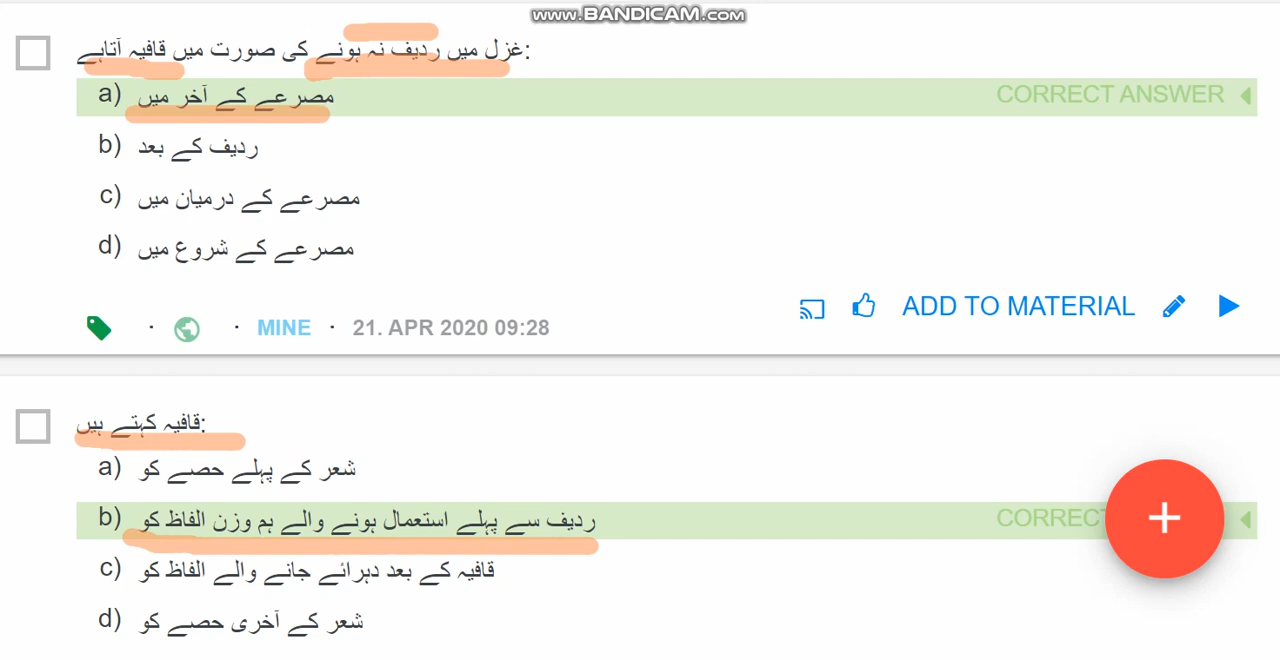 www.BANDICAM.com
غزل میں ردیف نہ ہونے کی صورت میں قافیہ آتاہے:
a) مصرعے کے آخر میں CORRECT ANSWER
b) ردیف کے بعد
c) مصرعے کے درمیان میں
d) مصرعے کے شروع میں
ADD TO MATERIAL
· · MINE · 21. APR 2020 09:28
قافیہ کہتے ہیں:
a) شعر کے پہلے حصے کو
b) ردیف سے پہلے استعمال ہونے والے ہم وزن الفاظ کو CORRECT
c) قافیہ کے بعد دہرائے جانے والے الفاظ کو
d) شعر کے آخری حصے کو